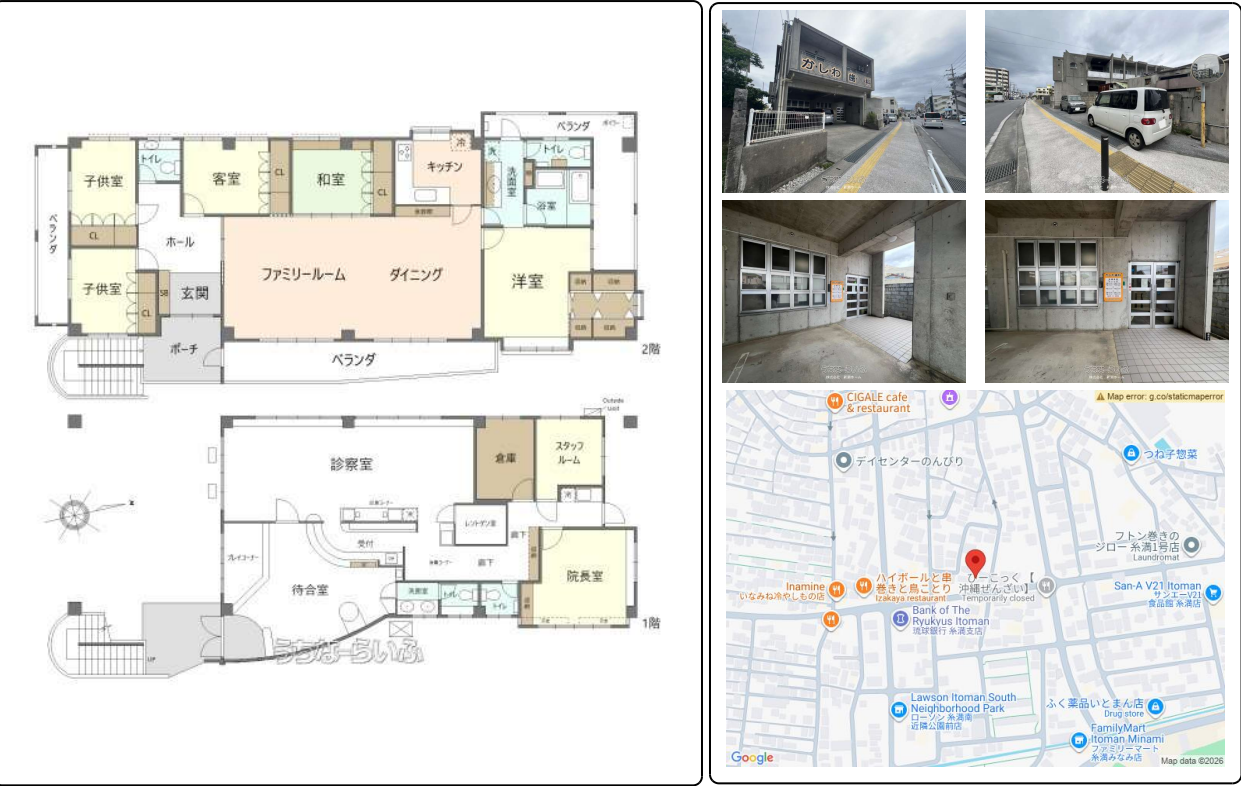 ベランダ
ボイラー
トイレ
洗面室
浴室
キッチン
冷
トイレ
子供室
客室
CL
和室
CL
CL
ベランダ
ホール
ファミリールーム
ダイニング
洋室
収納
収納
収納
収納
子供室
CL
SB
玄関
ポーチ
ベランダ
2階
診察室
倉庫
スタッフ
ルーム
冷
レントゲン室
廊下
受付
プレイコーナー
廊下
収納
待合室
洗面室
トイレ
トイレ
院長室
収納
UP
1階
うちなーらいふ
かしわ歯科
CIGALE cafe
& restaurant
Map error: g.co/staticmaperror
デイセンターのんびり
つね子惣菜
フトン巻きの
ジロー 糸満1号店
Laundromat
Inamine
いなみね冷やしもの店
ハイボールと串
巻きと鳥ことり
Izakaya restaurant
ひーこっく 【
沖縄ぜんざい】
Temporarily closed
San-A V21 Itoman
サンエーV21
食品館 糸満店
Bank of The
Ryukyus Itoman
琉球銀行 糸満支店
Lawson Itoman South
Neighborhood Park
ローソン 糸満南
近隣公園前店
ふく薬品いとまん店
Drug store
FamilyMart
Itoman Minami
ファミリーマート
糸満みなみ店
Google
Map data ©2026